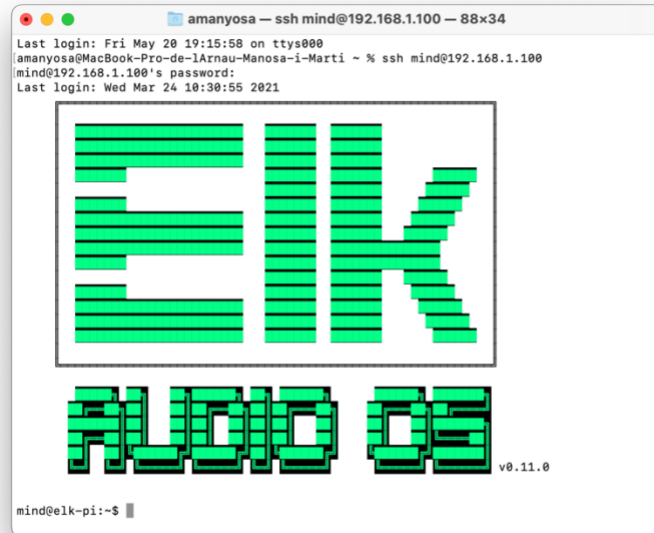 amanyosa — ssh mind@192.168.1.100 — 88×34
Last login: Fri May 20 19:15:58 on ttys000
[amanyosa@MacBook-Pro-de-lArnau-Manosa-i-Marti ~ % ssh mind@192.168.1.100
[mind@192.168.1.100's password:
Last login: Wed Mar 24 10:30:55 2021
Elk
AUDIO OS
v0.11.0
mind@elk-pi:~$